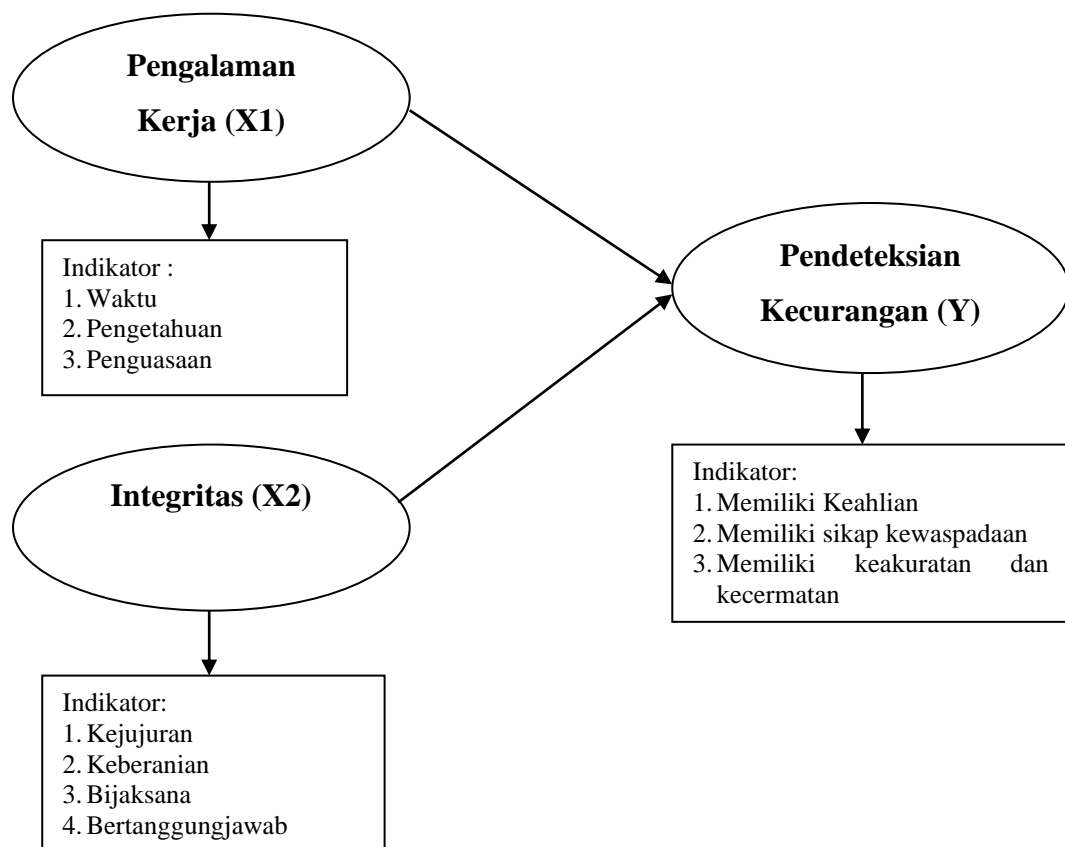 Pengalaman
Kerja (X1)
Indikator :
1. Waktu
2. Pengetahuan
3. Penguasaan
Pendeteksian
Kecurangan (Y)
Indikator:
1. Memiliki Keahlian
2. Memiliki sikap kewaspadaan
3. Memiliki keakuratan dan
kecermatan
Integritas (X2)
Indikator:
1. Kejujuran
2. Keberanian
3. Bijaksana
4. Bertanggungjawab